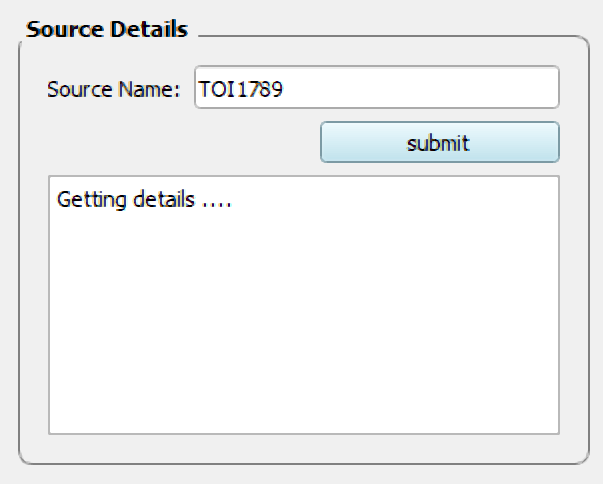 Source Details
Source Name: TOI1789
submit
Getting details ....